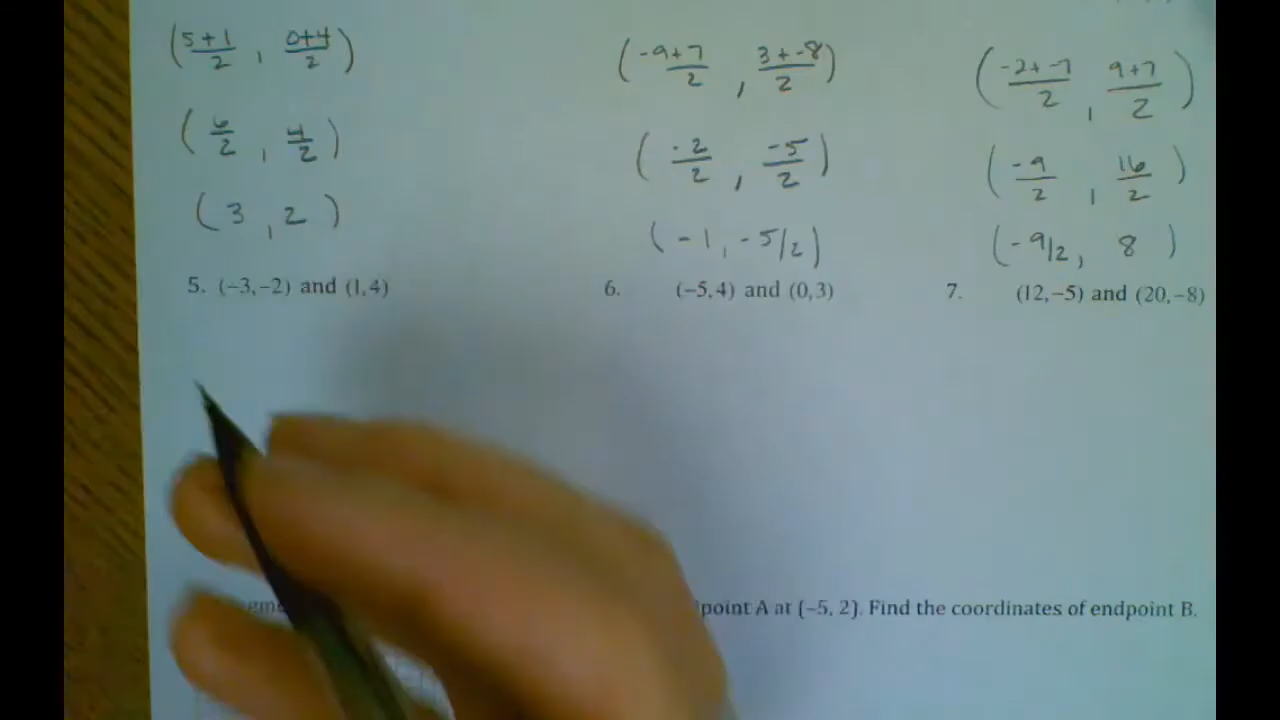 (5+1/2, 0+4/2)
(6/2, 4/2)
(3, 2)
(-9+7/2, 3+-8/2)
(-2/2, -5/2)
(-1, -5/2)
(-2+-7/2, 9+7/2)
(-9/2, 16/2)
(-9/2, 8)
5. (−3,−2) and (1,4)
6. (−5,4) and (0,3)
7. (12,−5) and (20,−8)
point A at (−5, 2). Find the coordinates of endpoint B.